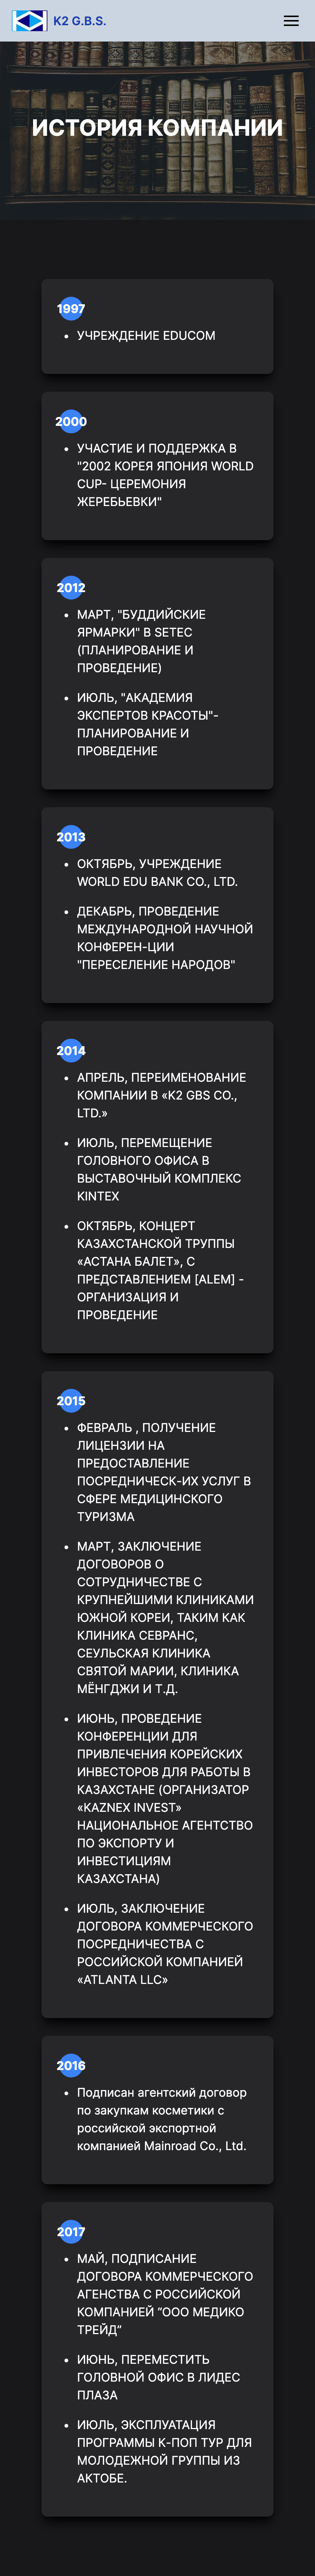 K2 G.B.S.
ИСТОРИЯ КОМПАНИИ
1997
• УЧРЕЖДЕНИЕ EDUCOM
2000
• УЧАСТИЕ И ПОДДЕРЖКА В
"2002 КОРЕЯ ЯПОНИЯ WORLD
CUP- ЦЕРЕМОНИЯ
ЖЕРЕБЬЕВКИ"
2012
• МАРТ, "БУДДИЙСКИЕ
ЯРМАРКИ" В SETEC
(ПЛАНИРОВАНИЕ И
ПРОВЕДЕНИЕ)
• ИЮЛЬ, "АКАДЕМИЯ
ЭКСПЕРТОВ КРАСОТЫ"-
ПЛАНИРОВАНИЕ И
ПРОВЕДЕНИЕ
2013
• ОКТЯБРЬ, УЧРЕЖДЕНИЕ
WORLD EDU BANK CO., LTD.
• ДЕКАБРЬ, ПРОВЕДЕНИЕ
МЕЖДУНАРОДНОЙ НАУЧНОЙ
КОНФЕРЕН-ЦИИ
"ПЕРЕСЕЛЕНИЕ НАРОДОВ"
2014
• АПРЕЛЬ, ПЕРЕИМЕНОВАНИЕ
КОМПАНИИ В «K2 GBS CO.,
LTD.»
• ИЮЛЬ, ПЕРЕМЕЩЕНИЕ
ГОЛОВНОГО ОФИСА В
ВЫСТАВОЧНЫЙ КОМПЛЕКС
KINTEX
• ОКТЯБРЬ, КОНЦЕРТ
КАЗАХСТАНСКОЙ ТРУППЫ
«АСТАНА БАЛЕТ», С
ПРЕДСТАВЛЕНИЕМ [ALEM] -
ОРГАНИЗАЦИЯ И
ПРОВЕДЕНИЕ
2015
• ФЕВРАЛЬ , ПОЛУЧЕНИЕ
ЛИЦЕНЗИИ НА
ПРЕДОСТАВЛЕНИЕ
ПОСРЕДНИЧЕСК-ИХ УСЛУГ В
СФЕРЕ МЕДИЦИНСКОГО
ТУРИЗМА
• МАРТ, ЗАКЛЮЧЕНИЕ
ДОГОВОРОВ О
СОТРУДНИЧЕСТВЕ С
КРУПНЕЙШИМИ КЛИНИКАМИ
ЮЖНОЙ КОРЕИ, ТАКИМ КАК
КЛИНИКА СЕВРАНС,
СЕУЛЬСКАЯ КЛИНИКА
СВЯТОЙ МАРИИ, КЛИНИКА
МЁНГДЖИ И Т.Д.
• ИЮНЬ, ПРОВЕДЕНИЕ
КОНФЕРЕНЦИИ ДЛЯ
ПРИВЛЕЧЕНИЯ КОРЕЙСКИХ
ИНВЕСТОРОВ ДЛЯ РАБОТЫ В
КАЗАХСТАНЕ (ОРГАНИЗАТОР
«KAZNEX INVEST»
НАЦИОНАЛЬНОЕ АГЕНТСТВО
ПО ЭКСПОРТУ И
ИНВЕСТИЦИЯМ
КАЗАХСТАНА)
• ИЮЛЬ, ЗАКЛЮЧЕНИЕ
ДОГОВОРА КОММЕРЧЕСКОГО
ПОСРЕДНИЧЕСТВА С
РОССИЙСКОЙ КОМПАНИЕЙ
«ATLANTA LLC»
2016
• Подписан агентский договор
по закупкам косметики с
российской экспортной
компанией Mainroad Co., Ltd.
2017
• МАЙ, ПОДПИСАНИЕ
ДОГОВОРА КОММЕРЧЕСКОГО
АГЕНСТВА С РОССИЙСКОЙ
КОМПАНИЕЙ “ООО МЕДИКО
ТРЕЙД”
• ИЮНЬ, ПЕРЕМЕСТИТЬ
ГОЛОВНОЙ ОФИС В ЛИДЕС
ПЛАЗА
• ИЮЛЬ, ЭКСПЛУАТАЦИЯ
ПРОГРАММЫ К-ПОП ТУР ДЛЯ
МОЛОДЕЖНОЙ ГРУППЫ ИЗ
АКТОБЕ.